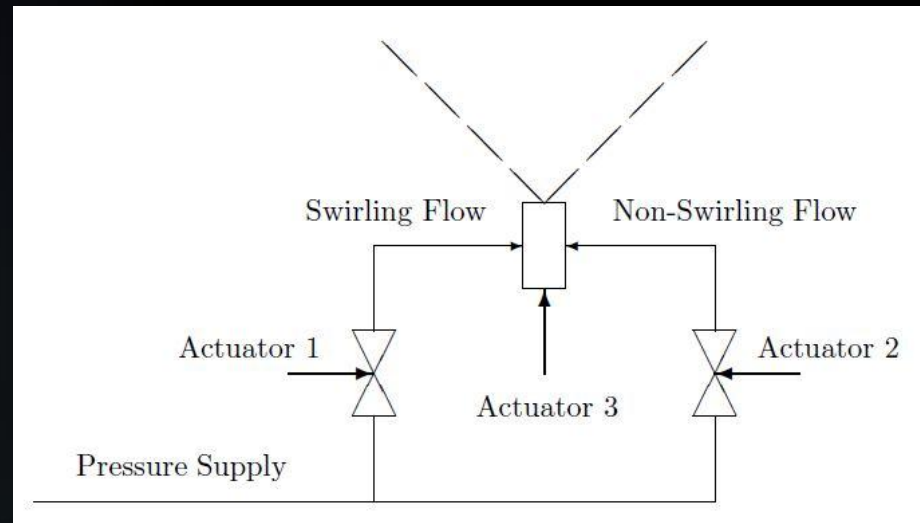 Swirling Flow
Non-Swirling Flow
Actuator 1
Actuator 2
Actuator 3
Pressure Supply